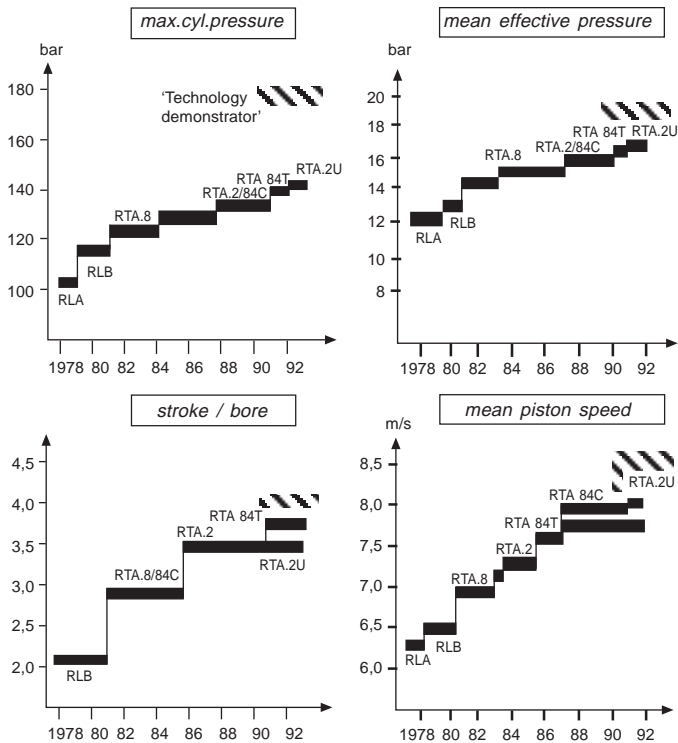 max.cyl.pressure
bar
180
160
140
120
100
'Technology
demonstrator'
RTA 84T
RTA.2U
RTA.2/84C
RTA.8
RLB
RLA
1978 80 82 84 86 88 90 92
mean effective pressure
bar
20
18
16
14
12
10
8
RTA 84T RTA.2U
RTA.2/84C
RTA.8
RLB
RLA
1978 80 82 84 86 88 90 92
stroke / bore
4,5
4,0
3,5
3,0
2,5
2,0
RTA 84T
RTA.2
RTA.2U
RTA.8/84C
RLB
1978 80 82 84 86 88 90 92
mean piston speed
m/s
8,5
8,0
7,5
7,0
6,5
6,0
RTA.2U
RTA 84C
RTA 84T
RTA.2
RTA.8
RLB
RLA
1978 80 82 84 86 88 90 92